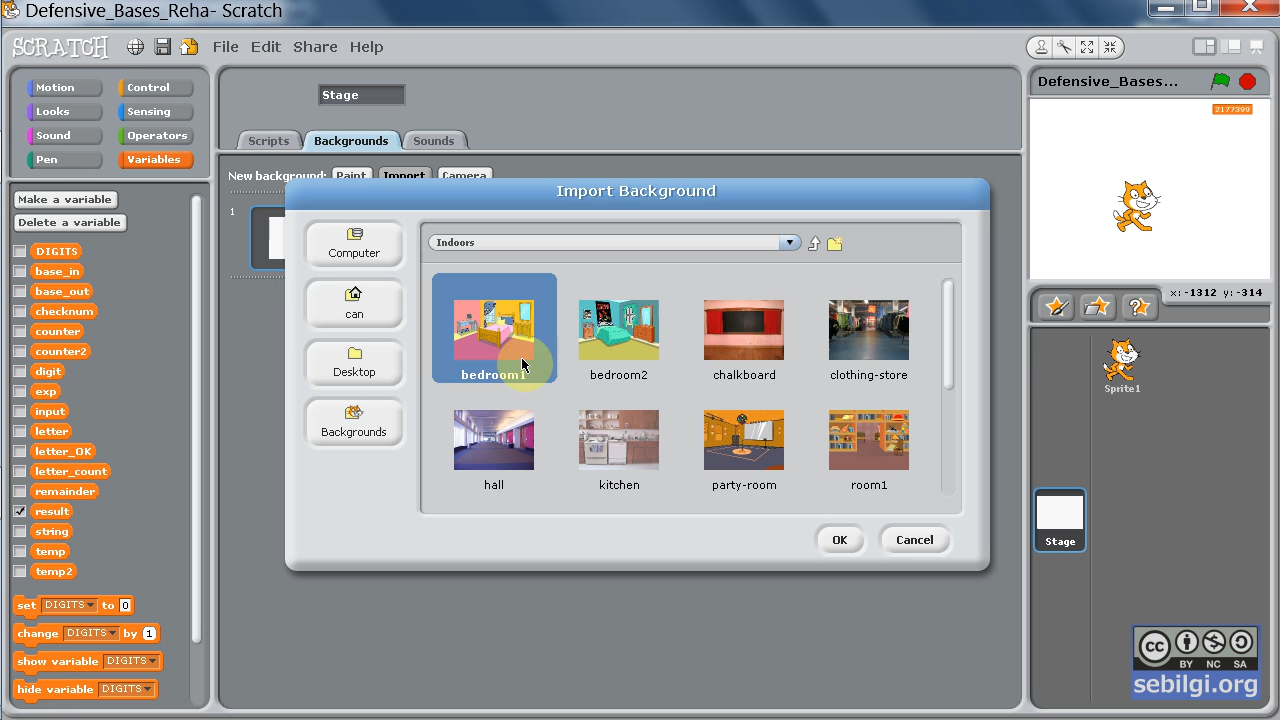 Defensive_Bases_Reha- Scratch
SCRATCH File Edit Share Help
Motion Control
Looks Sensing
Sound Operators
Pen Variables
Make a variable
Delete a variable
DIGITS
base_in
base_out
checknum
counter
counter2
digit
exp
input
letter
letter_OK
letter_count
remainder
result
string
temp
temp2
set DIGITS to 0
change DIGITS by 1
show variable DIGITS
hide variable DIGITS
Stage
Scripts Backgrounds Sounds
New background: Paint Import Camera
1
Import Background
Computer
can
Desktop
Backgrounds
Indoors
bedroom1 bedroom2 chalkboard clothing-store
hall kitchen party-room room1
OK Cancel
Defensive_Bases...
2177399
x: -1312 y: -314
Sprite1
Stage
cc BY NC SA
sebilgi.org